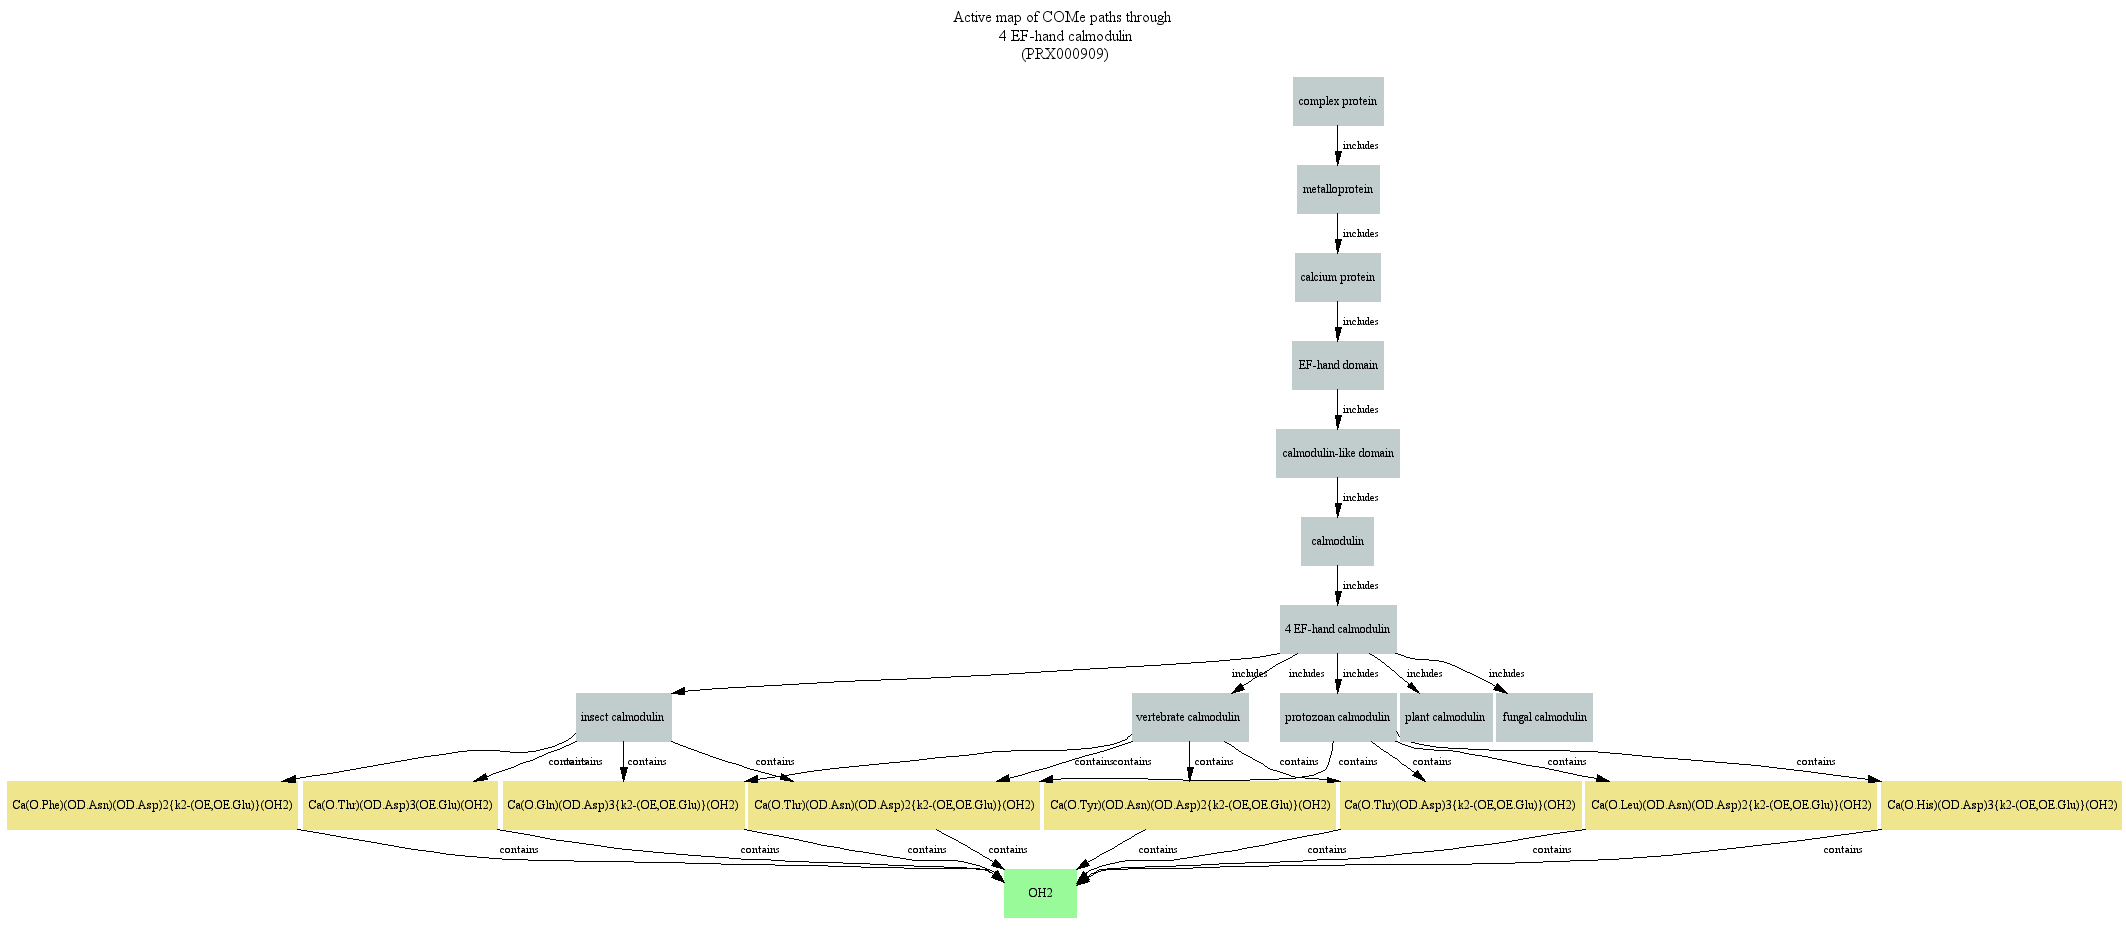 Active map of COMe paths through
4 EF-hand calmodulin
(PRX000909)
complex protein
includes
metalloprotein
includes
calcium protein
includes
EF-hand domain
includes
calmodulin-like domain
includes
calmodulin
includes
4 EF-hand calmodulin
includes includes includes includes includes
insect calmodulin vertebrate calmodulin protozoan calmodulin plant calmodulin fungal calmodulin
contains contains contains contains contains contains contains contains contains contains contains contains
Ca(O.Phe)(OD.Asn)(OD.Asp)2{k2-(OE,OE.Glu)}(OH2) Ca(O.Thr)(OD.Asp)3(OE.Glu)(OH2) Ca(O.Gln)(OD.Asp)3{k2-(OE,OE.Glu)}(OH2) Ca(O.Thr)(OD.Asn)(OD.Asp)2{k2-(OE,OE.Glu)}(OH2) Ca(O.Tyr)(OD.Asn)(OD.Asp)2{k2-(OE,OE.Glu)}(OH2) Ca(O.Thr)(OD.Asp)3{k2-(OE,OE.Glu)}(OH2) Ca(O.Leu)(OD.Asn)(OD.Asp)2{k2-(OE,OE.Glu)}(OH2) Ca(O.His)(OD.Asp)3{k2-(OE,OE.Glu)}(OH2)
contains contains contains contains contains contains contains contains
OH2